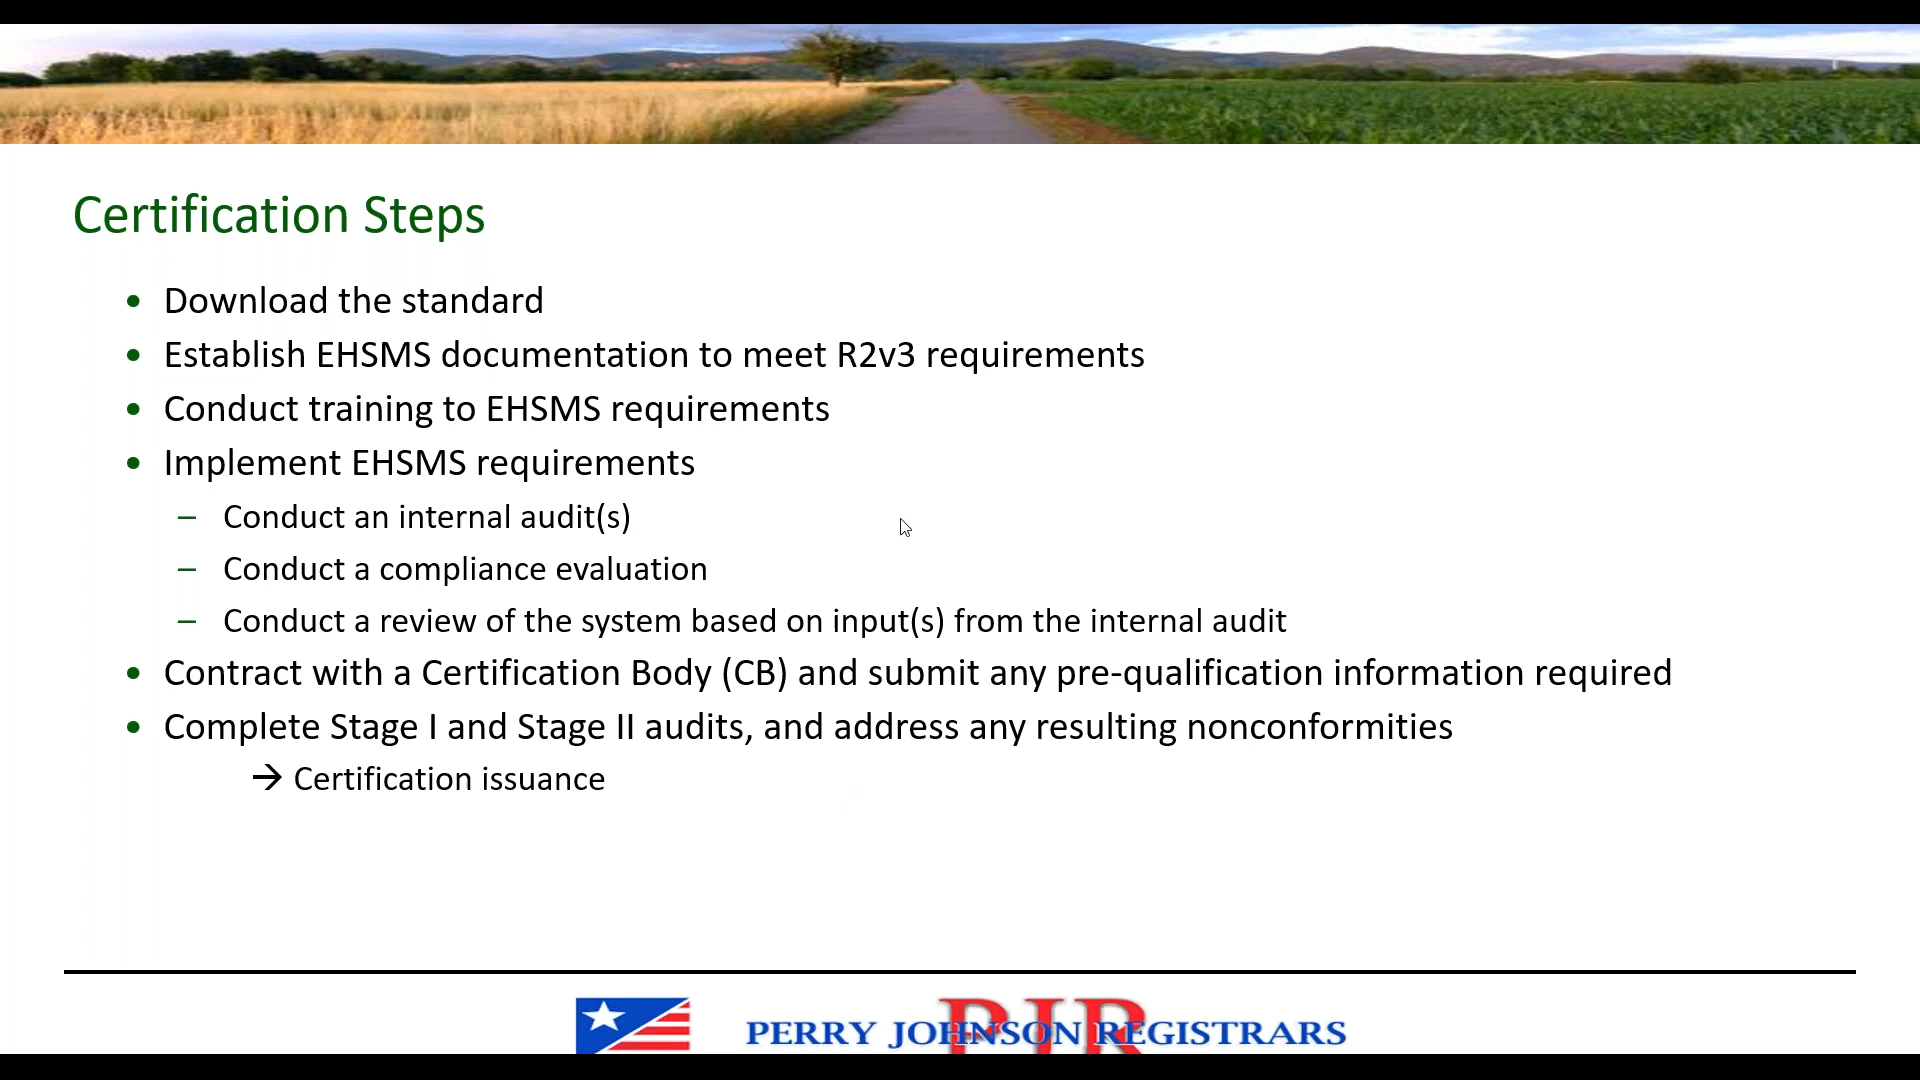 Certification Steps
• Download the standard
• Establish EHSMS documentation to meet R2v3 requirements
• Conduct training to EHSMS requirements
• Implement EHSMS requirements
– Conduct an internal audit(s)
– Conduct a compliance evaluation
– Conduct a review of the system based on input(s) from the internal audit
• Contract with a Certification Body (CB) and submit any pre-qualification information required
• Complete Stage I and Stage II audits, and address any resulting nonconformities
→ Certification issuance
PJR
PERRY JOHNSON REGISTRARS